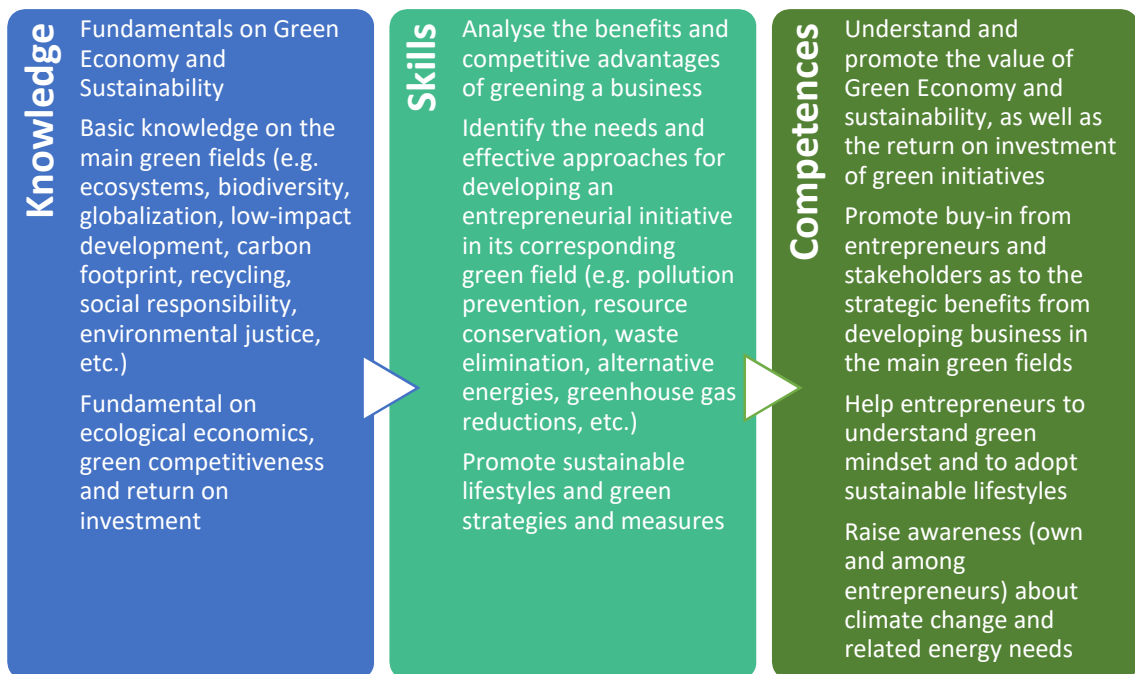 Knowledge
Fundamentals on Green
Economy and
Sustainability
Basic knowledge on the
main green fields (e.g.
ecosystems, biodiversity,
globalization, low-impact
development, carbon
footprint, recycling,
social responsibility,
environmental justice,
etc.)
Fundamental on
ecological economics,
green competitiveness
and return on
investment
Skills
Analyse the benefits and
competitive advantages
of greening a business
Identify the needs and
effective approaches for
developing an
entrepreneurial initiative
in its corresponding
green field (e.g. pollution
prevention, resource
conservation, waste
elimination, alternative
energies, greenhouse gas
reductions, etc.)
Promote sustainable
lifestyles and green
strategies and measures
Competences
Understand and
promote the value of
Green Economy and
sustainability, as well as
the return on investment
of green initiatives
Promote buy-in from
entrepreneurs and
stakeholders as to the
strategic benefits from
developing business in
the main green fields
Help entrepreneurs to
understand green
mindset and to adopt
sustainable lifestyles
Raise awareness (own
and among
entrepreneurs) about
climate change and
related energy needs